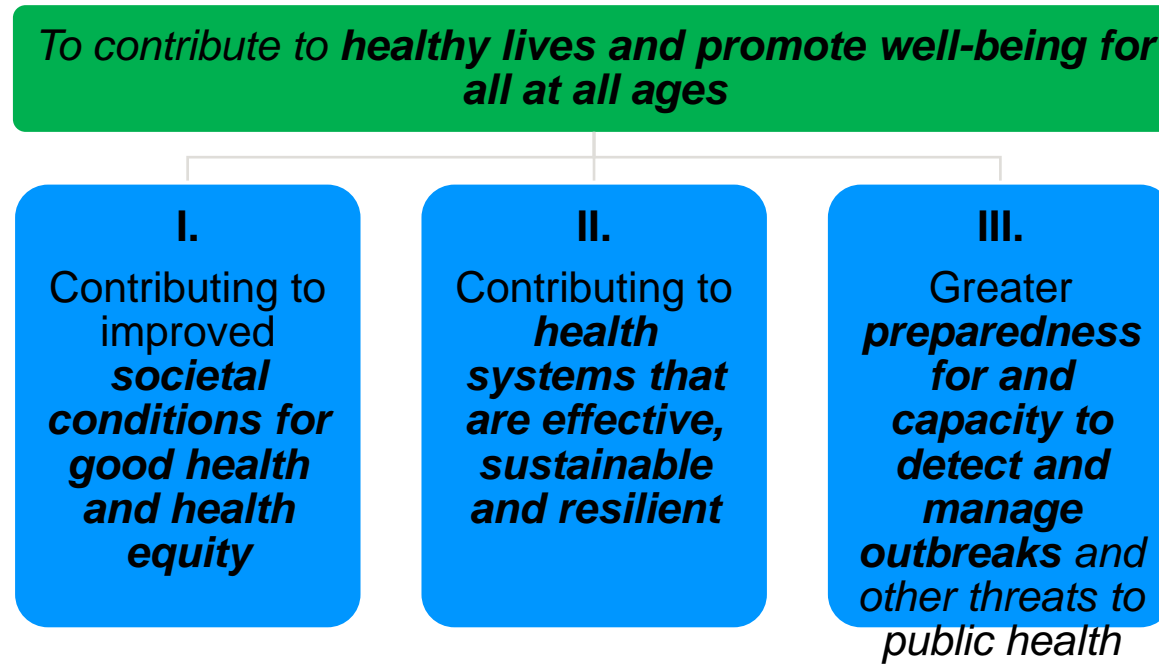 To contribute to healthy lives and promote well-being for
all at all ages
I.
Contributing to
improved
societal
conditions for
good health
and health
equity
II.
Contributing to
health
systems that
are effective,
sustainable
and resilient
III.
Greater
preparedness
for and
capacity to
detect and
manage
outbreaks and
other threats to
public health